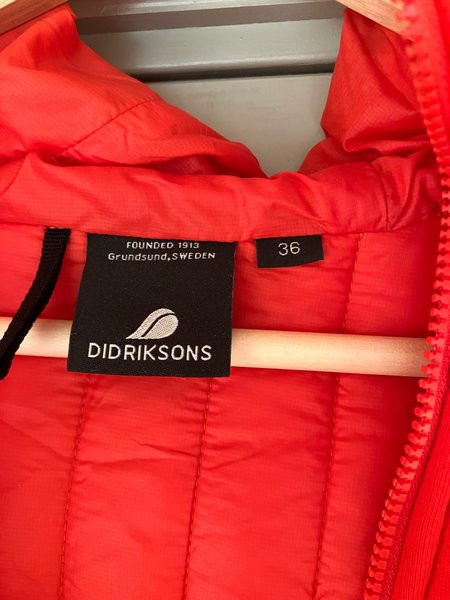 FOUNDED 1913
Grundsund, SWEDEN
DIDRIKSONS
36